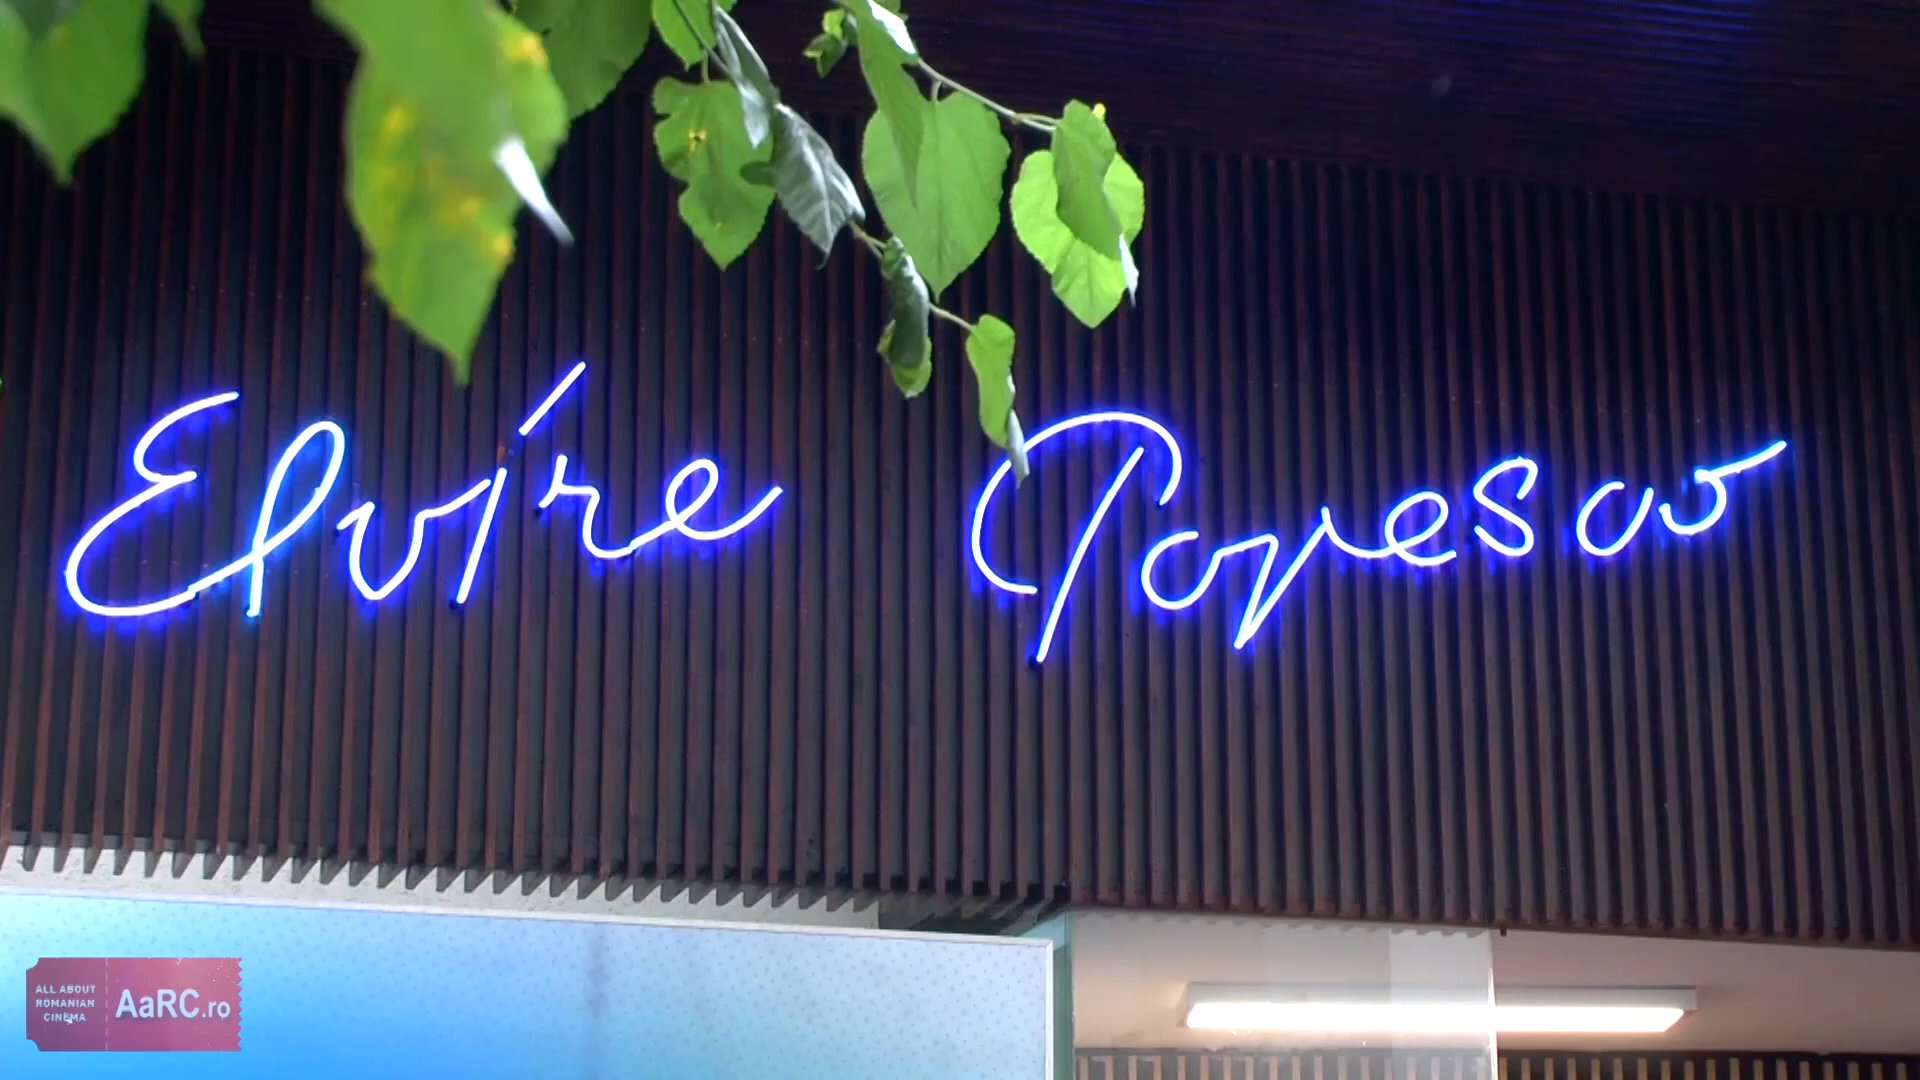 Elvire Popesco
ALL ABOUT
ROMANIAN
CINEMA
AaRC.ro